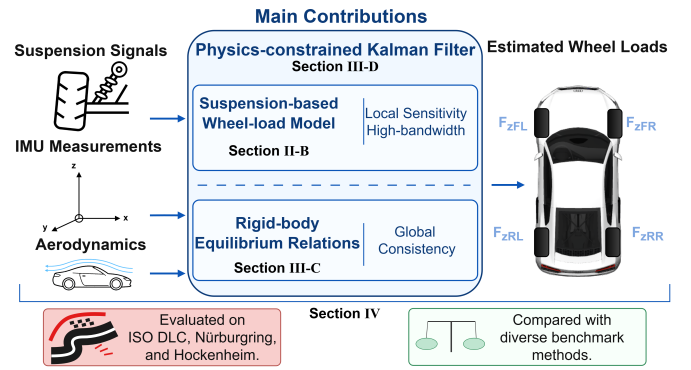 Main Contributions
Suspension Signals
IMU Measurements
z
x
y
Aerodynamics
Physics-constrained Kalman Filter
Section III-D
Suspension-based
Wheel-load Model
Section II-B
Local Sensitivity
High-bandwidth
Rigid-body
Equilibrium Relations
Section III-C
Global
Consistency
Estimated Wheel Loads
FzFL
FzFR
FzRL
FzRR
Section IV
Evaluated on
ISO DLC, Nürburgring,
and Hockenheim.
Compared with
diverse benchmark
methods.